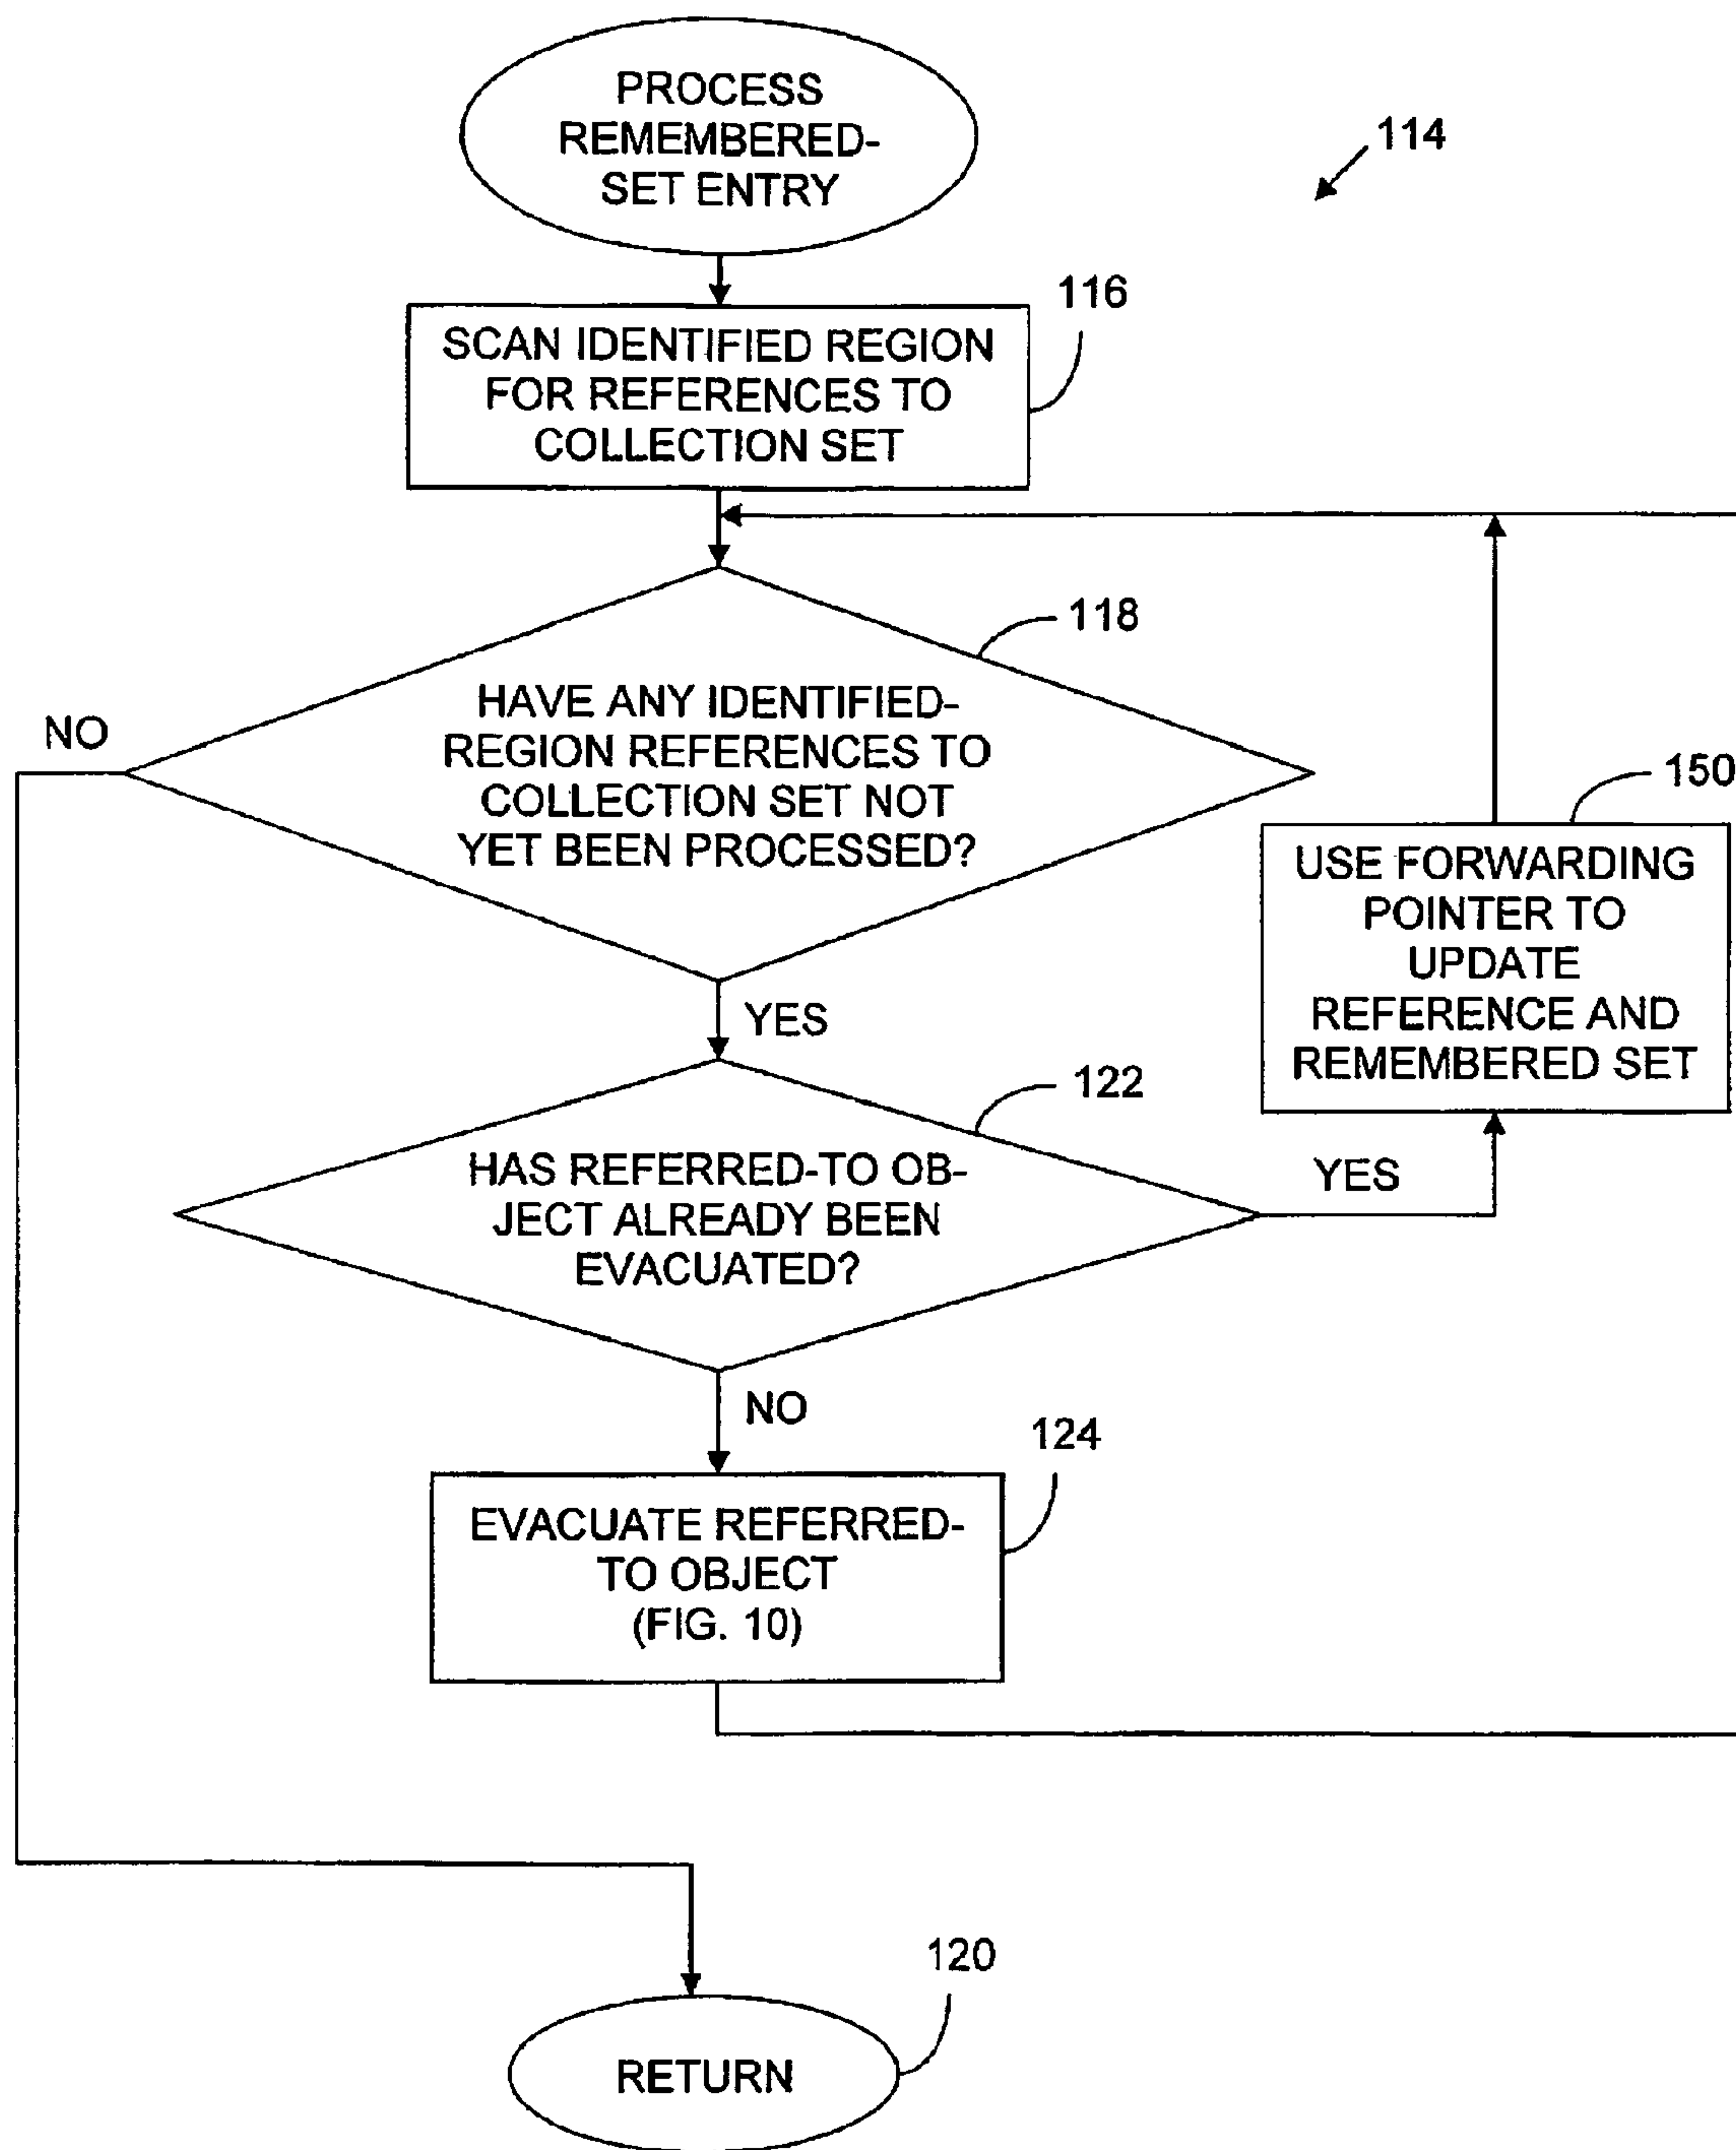 PROCESS
REMEMBERED-
SET ENTRY
114
116
SCAN IDENTIFIED REGION
FOR REFERENCES TO
COLLECTION SET
118
HAVE ANY IDENTIFIED-
REGION REFERENCES TO
COLLECTION SET NOT
YET BEEN PROCESSED?
NO
150
USE FORWARDING
POINTER TO
UPDATE
REFERENCE AND
REMEMBERED SET
YES
122
HAS REFERRED-TO OB-
JECT ALREADY BEEN
EVACUATED?
YES
NO
124
EVACUATE REFERRED-
TO OBJECT
(FIG. 10)
120
RETURN